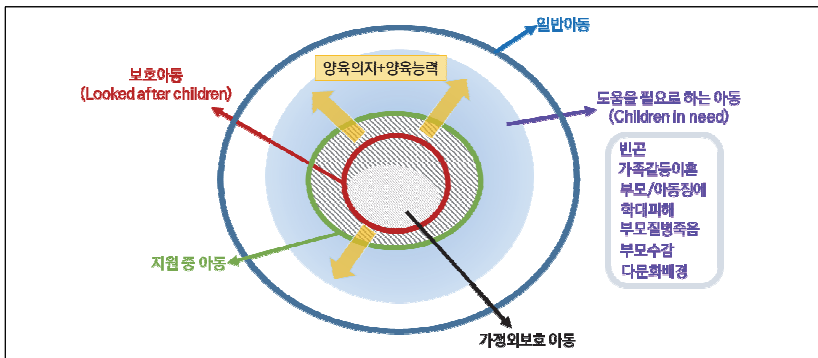 일반아동
보호아동
(Looked after children)
양육의지+양육능력
도움을 필요로 하는 아동
(Children in need)
빈곤
가족갈등이혼
부모/아동장애
학대피해
부모질병죽음
부모수감
다문화배경
지원 중 아동
가정외보호 아동